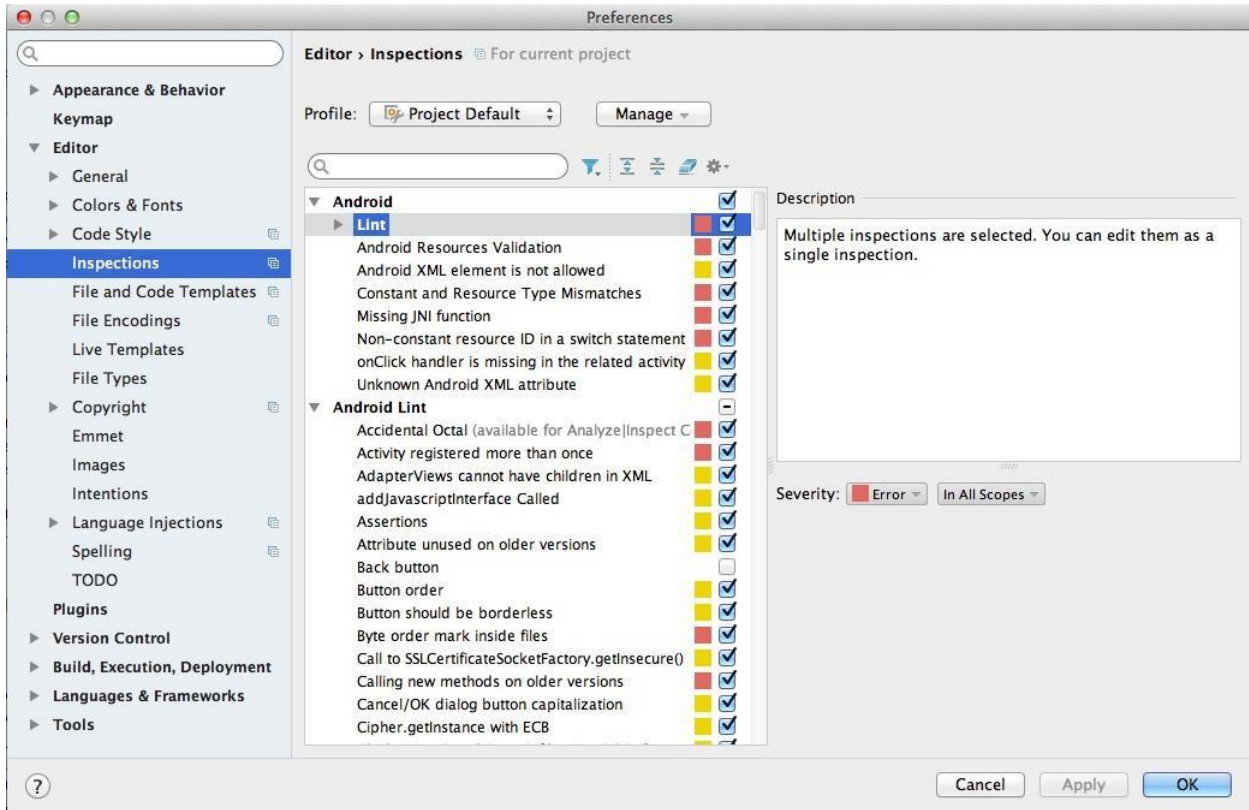 Preferences
Appearance & Behavior
Keymap
Editor
General
Colors & Fonts
Code Style
Inspections
File and Code Templates
File Encodings
Live Templates
File Types
Copyright
Emmet
Images
Intentions
Language Injections
Spelling
TODO
Plugins
Version Control
Build, Execution, Deployment
Languages & Frameworks
Tools
Editor › Inspections For current project
Profile: Project Default Manage
Android
Lint
Android Resources Validation
Android XML element is not allowed
Constant and Resource Type Mismatches
Missing JNI function
Non-constant resource ID in a switch statement
onClick handler is missing in the related activity
Unknown Android XML attribute
Android Lint
Accidental Octal (available for Analyze|Inspect C
Activity registered more than once
AdapterViews cannot have children in XML
addJavascriptInterface Called
Assertions
Attribute unused on older versions
Back button
Button order
Button should be borderless
Byte order mark inside files
Call to SSLCertificateSocketFactory.getInsecure()
Calling new methods on older versions
Cancel/OK dialog button capitalization
Cipher.getInstance with ECB
Description
Multiple inspections are selected. You can edit them as a
single inspection.
Severity: Error In All Scopes
?
Cancel Apply OK